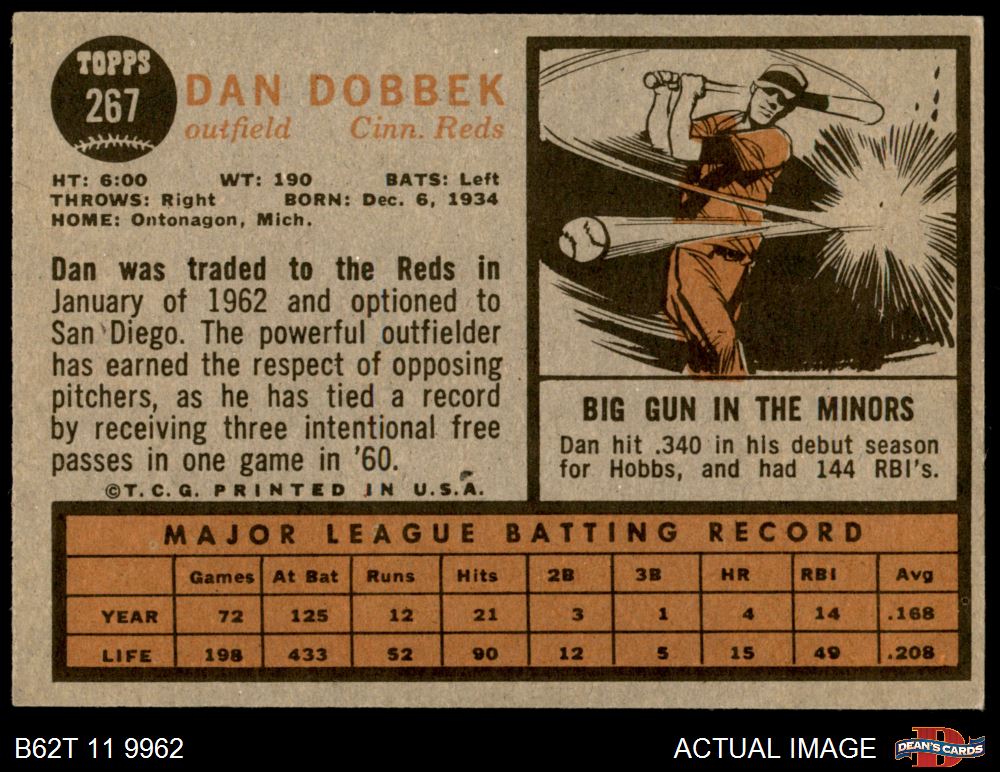 TOPPS
267
DAN DOBBEK
outfield Cinn. Reds
HT: 6:00 WT: 190 BATS: Left
THROWS: Right BORN: Dec. 6, 1934
HOME: Ontonagon, Mich.
Dan was traded to the Reds in
January of 1962 and optioned to
San Diego. The powerful outfielder
has earned the respect of opposing
pitchers, as he has tied a record
by receiving three intentional free
passes in one game in '60.
©T. C. G. PRINTED IN U.S.A.
BIG GUN IN THE MINORS
Dan hit .340 in his debut season
for Hobbs, and had 144 RBI's.
MAJOR LEAGUE BATTING RECORD
Games At Bat Runs Hits 2B 3B HR RBI Avg
YEAR 72 125 12 21 3 1 4 14 .168
LIFE 198 433 52 90 12 5 15 49 .208
B62T 11 9962
ACTUAL IMAGE
D
DEAN'S CARDS